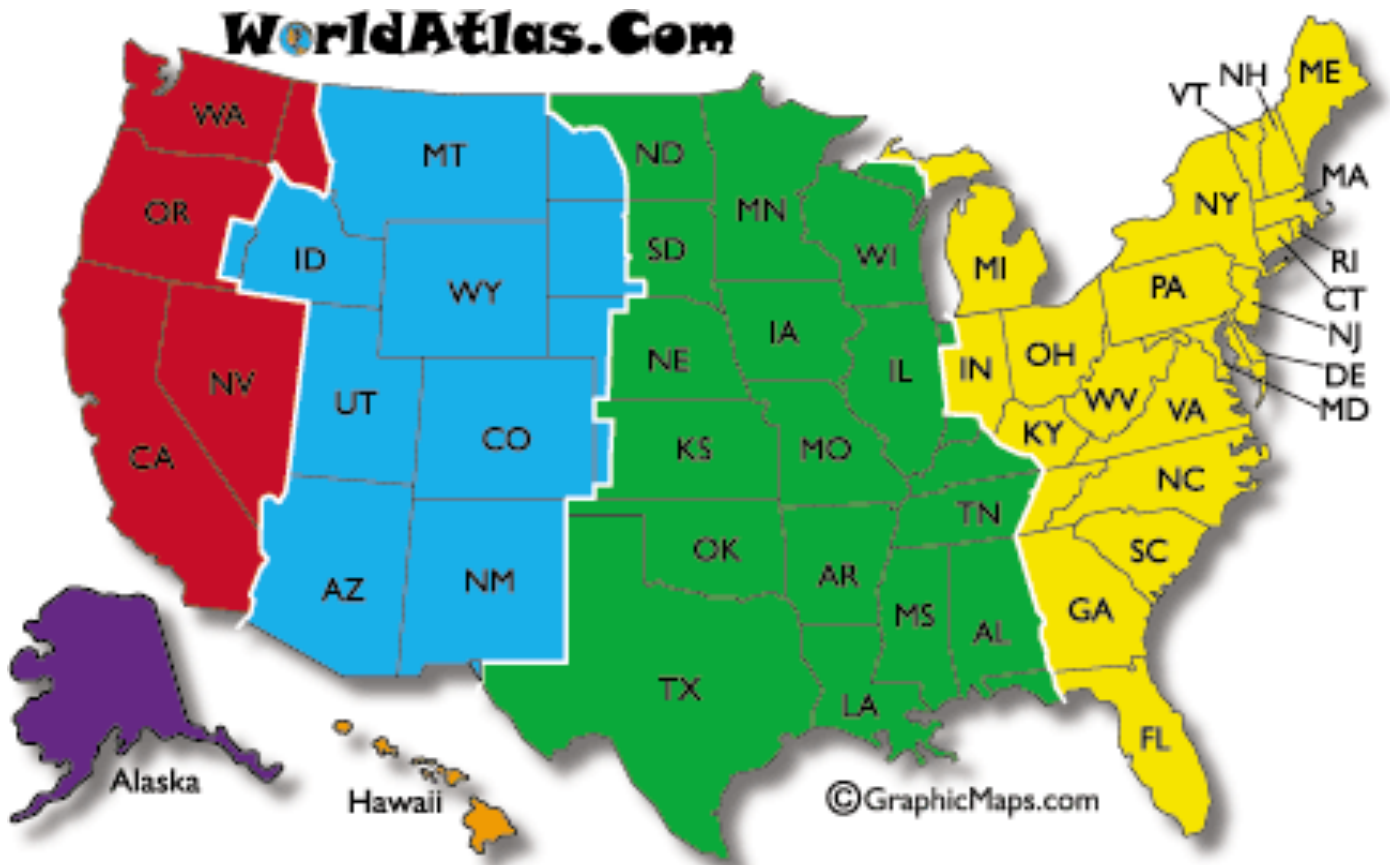 WorldAtlas.Com
WA
MT
ND
MN
VT
NH
ME
OR
ID
WY
SD
WI
MI
NY
MA
RI
CT
NJ
DE
MD
PA
NV
UT
CO
NE
IA
IL
IN
OH
WV
VA
KY
CA
KS
MO
NC
TN
SC
AZ
NM
OK
AR
MS
AL
GA
TX
LA
FL
Alaska
Hawaii
©GraphicMaps.com